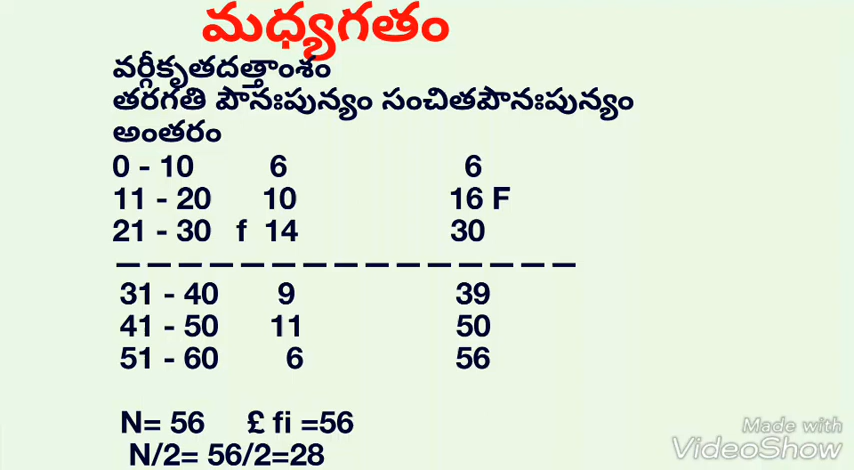 మధ్యగతం
వర్గీకృతదత్తాంశం
తరగతి పౌనఃపున్యం సంచితపౌనఃపున్యం
అంతరం
0 - 10 6 6
11 - 20 10 16 F
21 - 30 f 14 30
_ _ _ _ _ _ _ _ _ _ _ _ _ _ _
31 - 40 9 39
41 - 50 11 50
51 - 60 6 56
N= 56 £ fi =56
N/2= 56/2=28
Made with
VideoShow